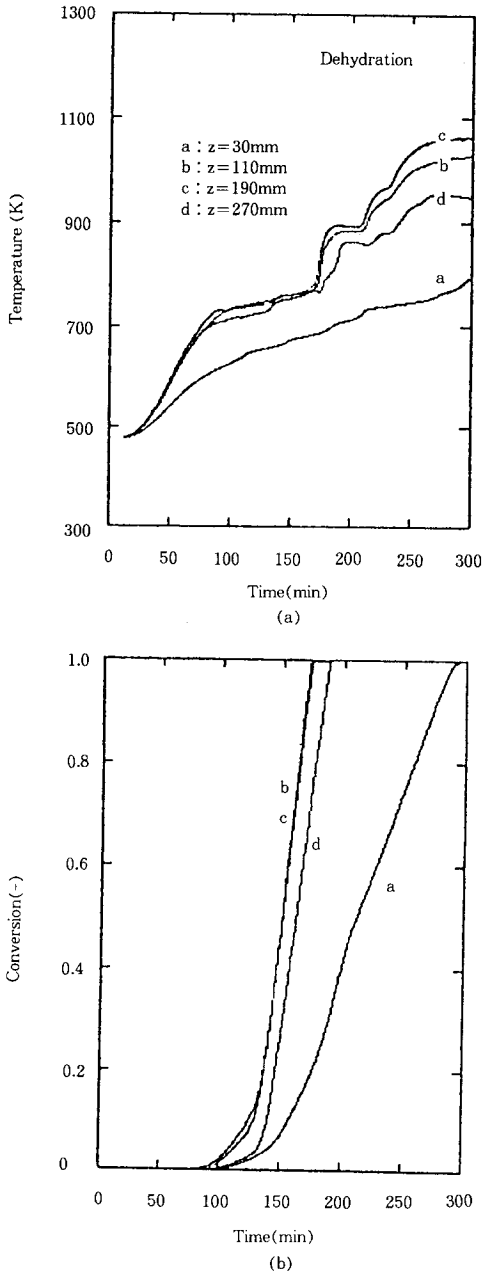 1300
Dehydration
1100
a : z=30mm
b : z=110mm
c : z=190mm
d : z=270mm
c
b
d
a
900
700
500
300
Temperature (K)
0 50 100 150 200 250 300
Time(min)
(a)
1.0
0.8
0.6
0.4
0.2
0
Conversion(-)
b
c
d
a
0 50 100 150 200 250 300
Time(min)
(b)